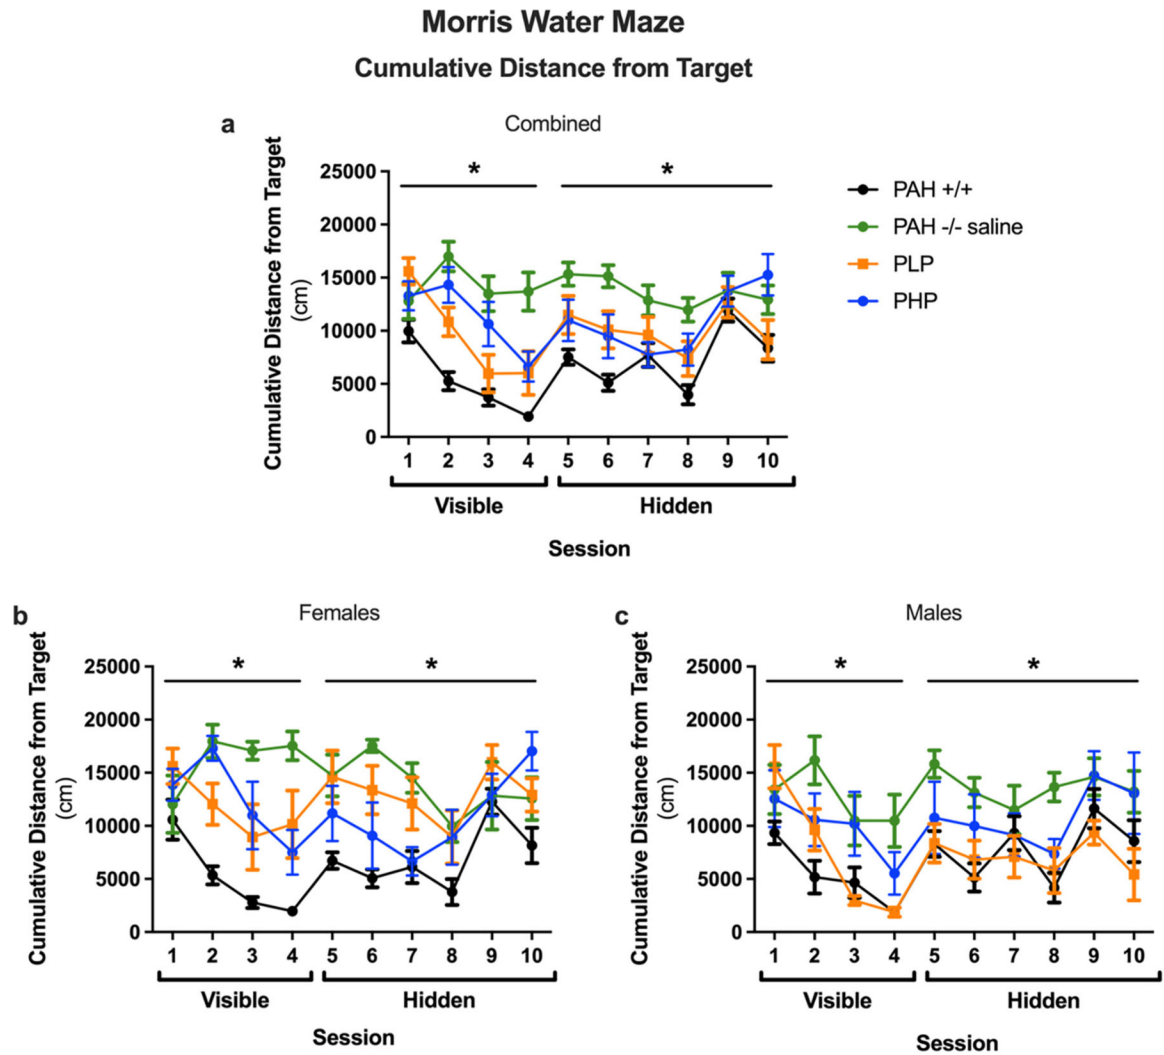 Morris Water Maze
Cumulative Distance from Target
a
Combined
Cumulative Distance from Target
(cm)
25000
20000
15000
10000
5000
0
*
*
1 2 3 4 5 6 7 8 9 10
Visible
Hidden
Session
PAH +/+
PAH -/- saline
PLP
PHP
b
Females
Cumulative Distance from Target
(cm)
25000
20000
15000
10000
5000
0
*
*
1 2 3 4 5 6 7 8 9 10
Visible
Hidden
Session
c
Males
Cumulative Distance from Target
(cm)
25000
20000
15000
10000
5000
0
*
*
1 2 3 4 5 6 7 8 9 10
Visible
Hidden
Session